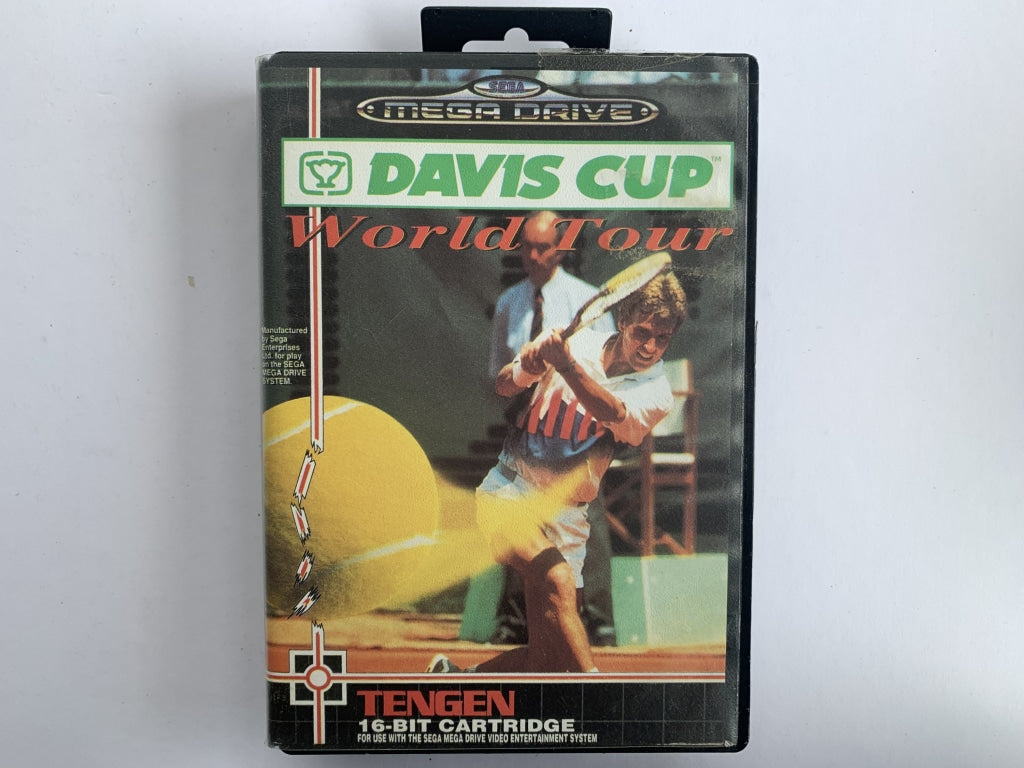 SEGA
MEGA DRIVE
DAVIS CUP™
World Tour
Manufactured
by Sega
Enterprises
Ltd. for play
on the SEGA
MEGA DRIVE
SYSTEM.
TENGEN
16-BIT CARTRIDGE
FOR USE WITH THE SEGA MEGA DRIVE VIDEO ENTERTAINMENT SYSTEM